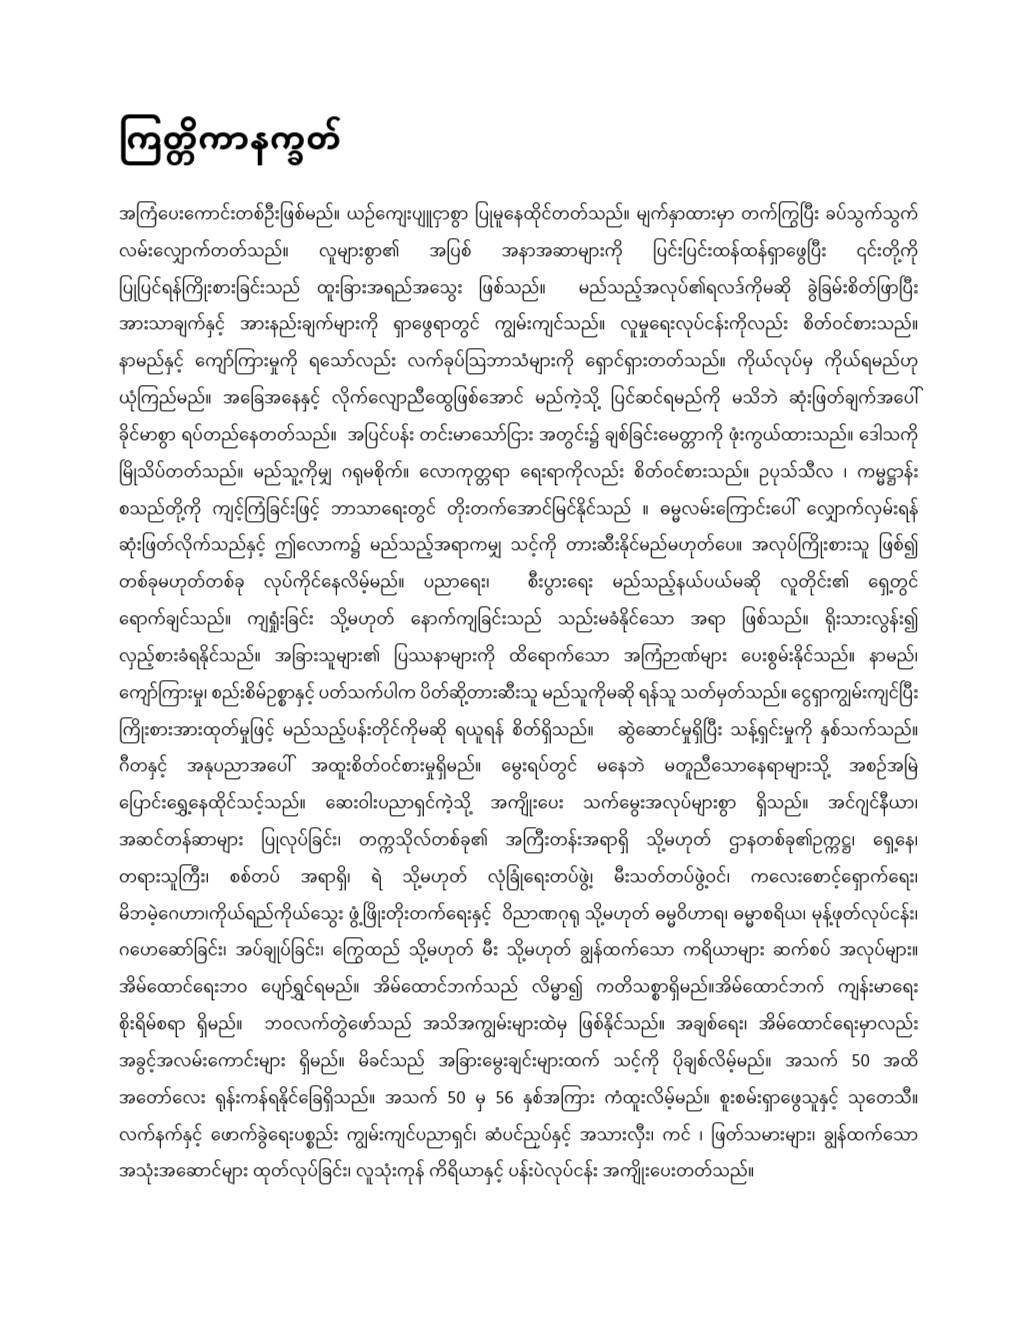 ကြတ္တိကာနက္ခတ်
အကြံပေးကောင်းတစ်ဦးဖြစ်မည်။ ယဉ်ကျေးပျူငှာစွာ ပြုမူနေထိုင်တတ်သည်။ မျက်နှာထားမှာ တက်ကြွပြီး ခပ်သွက်သွက်
လမ်းလျှောက်တတ်သည်။ လူများစွာ၏ အပြစ် အနာအဆာများကို ပြင်းပြင်းထန်ထန်ရှာဖွေပြီး ၎င်းတို့ကို
ပြုပြင်ရန်ကြိုးစားခြင်းသည် ထူးခြားအရည်အသွေး ဖြစ်သည်။ မည်သည့်အလုပ်၏ရလဒ်ကိုမဆို ခွဲခြမ်းစိတ်ဖြာပြီး
အားသာချက်နှင့် အားနည်းချက်များကို ရှာဖွေရာတွင် ကျွမ်းကျင်သည်။ လူမှုရေးလုပ်ငန်းကိုလည်း စိတ်ဝင်စားသည်။
နာမည်နှင့် ကျော်ကြားမှုကို ရသော်လည်း လက်ခုပ်ဩဘာသံများကို ရှောင်ရှားတတ်သည်။ ကိုယ်လုပ်မှ ကိုယ်ရမည်ဟု
ယုံကြည်မည်။ အခြေအနေနှင့် လိုက်လျောညီထွေဖြစ်အောင် မည်ကဲ့သို့ ပြင်ဆင်ရမည်ကို မသိဘဲ ဆုံးဖြတ်ချက်အပေါ်
ခိုင်မာစွာ ရပ်တည်နေတတ်သည်။ အပြင်ပန်း တင်းမာသော်ငြား အတွင်း၌ ချစ်ခြင်းမေတ္တာကို ဖုံးကွယ်ထားသည်။ ဒေါသကို
မြိုသိပ်တတ်သည်။ မည်သူ့ကိုမျှ ဂရုမစိုက်။ လောကုတ္တရာ ရေးရာကိုလည်း စိတ်ဝင်စားသည်။ ဥပုသ်သီလ ၊ ကမ္မဋ္ဌာန်း
စသည်တို့ကို ကျင့်ကြံခြင်းဖြင့် ဘာသာရေးတွင် တိုးတက်အောင်မြင်နိုင်သည် ။ ဓမ္မလမ်းကြောင်းပေါ် လျှောက်လှမ်းရန်
ဆုံးဖြတ်လိုက်သည်နှင့် ဤလောက၌ မည်သည့်အရာကမျှ သင့်ကို တားဆီးနိုင်မည်မဟုတ်ပေ။ အလုပ်ကြိုးစားသူ ဖြစ်၍
တစ်ခုမဟုတ်တစ်ခု လုပ်ကိုင်နေလိမ့်မည်။ ပညာရေး၊ စီးပွားရေး မည်သည့်နယ်ပယ်မဆို လူတိုင်း၏ ရှေ့တွင်
ရောက်ချင်သည်။ ကျရှုံးခြင်း သို့မဟုတ် နောက်ကျခြင်းသည် သည်းမခံနိုင်သော အရာ ဖြစ်သည်။ ရိုးသားလွန်း၍
လှည့်စားခံရနိုင်သည်။ အခြားသူများ၏ ပြဿနာများကို ထိရောက်သော အကြံဉာဏ်များ ပေးစွမ်းနိုင်သည်။ နာမည်၊
ကျော်ကြားမှု၊ စည်းစိမ်ဥစ္စာနှင့် ပတ်သက်ပါက ပိတ်ဆို့တားဆီးသူ မည်သူကိုမဆို ရန်သူ သတ်မှတ်သည်။ ငွေရှာကျွမ်းကျင်ပြီး
ကြိုးစားအားထုတ်မှုဖြင့် မည်သည့်ပန်းတိုင်ကိုမဆို ရယူရန် စိတ်ရှိသည်။ ဆွဲဆောင်မှုရှိပြီး သန့်ရှင်းမှုကို နှစ်သက်သည်။
ဂီတနှင့် အနုပညာအပေါ် အထူးစိတ်ဝင်စားမှုရှိမည်။ မွေးရပ်တွင် မနေဘဲ မတူညီသောနေရာများသို့ အစဉ်အမြဲ
ပြောင်းရွှေ့နေထိုင်သင့်သည်။ ဆေးဝါးပညာရှင်ကဲ့သို့ အကျိုးပေး သက်မွေးအလုပ်များစွာ ရှိသည်။ အင်ဂျင်နီယာ၊
အဆင်တန်ဆာများ ပြုလုပ်ခြင်း၊ တက္ကသိုလ်တစ်ခု၏ အကြီးတန်းအရာရှိ သို့မဟုတ် ဌာနတစ်ခု၏ဥက္ကဋ္ဌ၊ ရှေ့နေ၊
တရားသူကြီး၊ စစ်တပ် အရာရှိ၊ ရဲ သို့မဟုတ် လုံခြုံရေးတပ်ဖွဲ့၊ မီးသတ်တပ်ဖွဲ့ဝင်၊ ကလေးစောင့်ရှောက်ရေး၊
မိဘမဲ့ဂေဟာ၊ကိုယ်ရည်ကိုယ်သွေး ဖွံ့ဖြိုးတိုးတက်ရေးနှင့် ဝိညာဏဂုရု သို့မဟုတ် ဓမ္မဝိဟာရ၊ ဓမ္မာစရိယ၊ မုန့်ဖုတ်လုပ်ငန်း၊
ဂဟေဆော်ခြင်း၊ အပ်ချုပ်ခြင်း၊ ကြွေထည် သို့မဟုတ် မီး သို့မဟုတ် ချွန်ထက်သော ကရိယာများ ဆက်စပ် အလုပ်များ။
အိမ်ထောင်ရေးဘဝ ပျော်ရွှင်ရမည်။ အိမ်ထောင်ဘက်သည် လိမ္မာ၍ ကတိသစ္စာရှိမည်။အိမ်ထောင်ဘက် ကျန်းမာရေး
စိုးရိမ်စရာ ရှိမည်။ ဘဝလက်တွဲဖော်သည် အသိအကျွမ်းများထဲမှ ဖြစ်နိုင်သည်။ အချစ်ရေး၊ အိမ်ထောင်ရေးမှာလည်း
အခွင့်အလမ်းကောင်းများ ရှိမည်။ မိခင်သည် အခြားမွေးချင်းများထက် သင့်ကို ပိုချစ်လိမ့်မည်။ အသက် 50 အထိ
အတော်လေး ရုန်းကန်ရနိုင်ခြေရှိသည်။ အသက် 50 မှ 56 နှစ်အကြား ကံထူးလိမ့်မည်။ စူးစမ်းရှာဖွေသူနှင့် သုတေသီ။
လက်နက်နှင့် ဖောက်ခွဲရေးပစ္စည်း ကျွမ်းကျင်ပညာရှင်၊ ဆံပင်ညှပ်နှင့် အသားလှီး၊ ကင် ၊ ဖြတ်သမားများ၊ ချွန်ထက်သော
အသုံးအဆောင်များ ထုတ်လုပ်ခြင်း၊ လူသုံးကုန် ကိရိယာနှင့် ပန်းပဲလုပ်ငန်း အကျိုးပေးတတ်သည်။